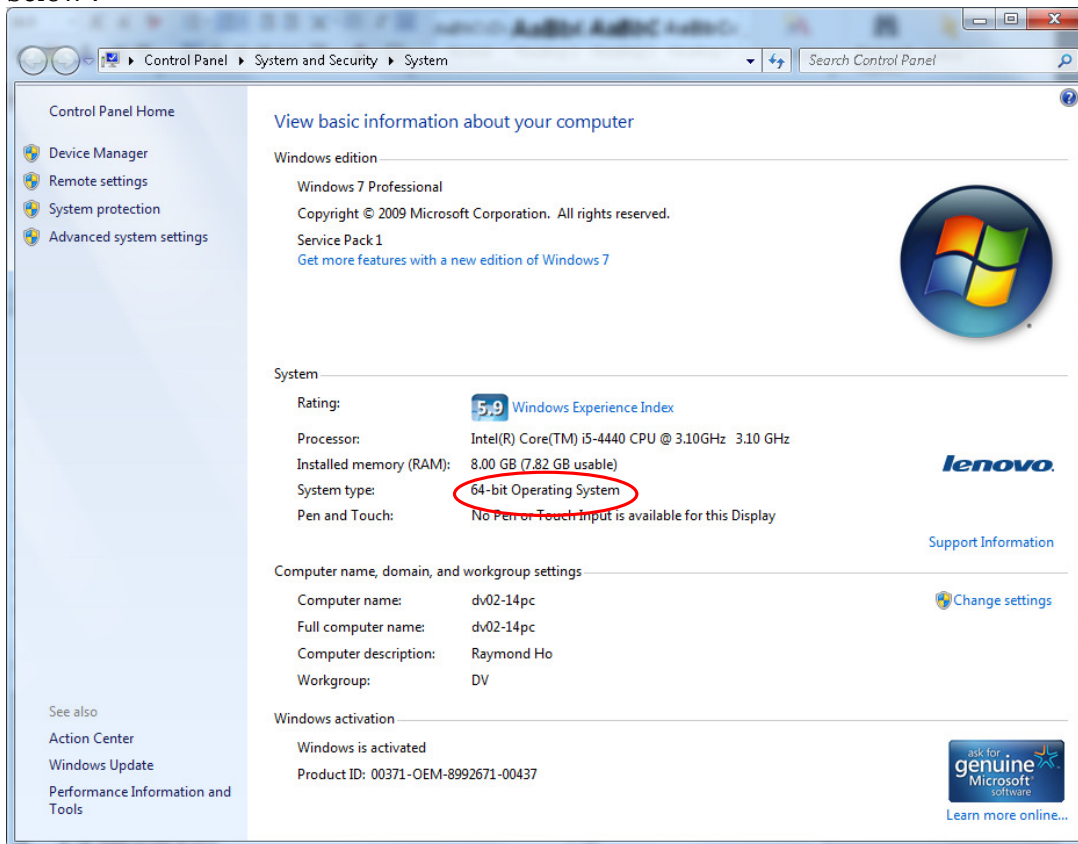 below .
Control Panel ▸ System and Security ▸ System
Search Control Panel
Control Panel Home
Device Manager
Remote settings
System protection
Advanced system settings
View basic information about your computer
Windows edition
Windows 7 Professional
Copyright © 2009 Microsoft Corporation. All rights reserved.
Service Pack 1
Get more features with a new edition of Windows 7
System
Rating: 5.9 Windows Experience Index
Processor: Intel(R) Core(TM) i5-4440 CPU @ 3.10GHz 3.10 GHz
Installed memory (RAM): 8.00 GB (7.82 GB usable)
System type: 64-bit Operating System
Pen and Touch: No Pen or Touch Input is available for this Display
lenovo.
Support Information
Computer name, domain, and workgroup settings
Computer name: dv02-14pc
Change settings
Full computer name: dv02-14pc
Computer description: Raymond Ho
Workgroup: DV
Windows activation
Windows is activated
Product ID: 00371-OEM-8992671-00437
ask for
genuine
Microsoft
software
Learn more online...
See also
Action Center
Windows Update
Performance Information and
Tools